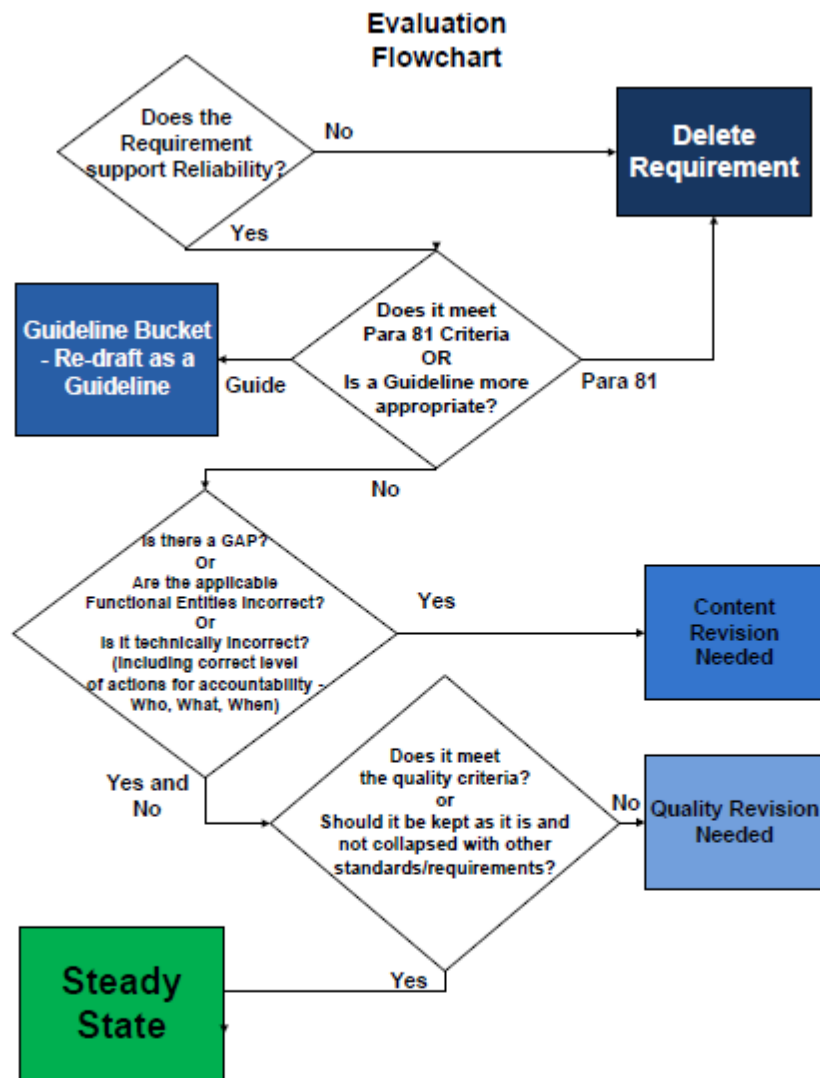 Evaluation
Flowchart
Does the
Requirement
support Reliability?
No
Delete
Requirement
Yes
Does it meet
Para 81 Criteria
OR
Is a Guideline more
appropriate?
Guideline Bucket
- Re-draft as a
Guideline
Guide
Para 81
No
Is there a GAP?
Or
Are the applicable
Functional Entities Incorrect?
Or
Is it technically incorrect?
(Including correct level
of actions for accountability -
Who, What, When)
Yes
Content
Revision
Needed
Yes and
No
Does it meet
the quality criteria?
or
Should it be kept as it is and
not collapsed with other
standards/requirements?
No
Quality Revision
Needed
Yes
Steady
State